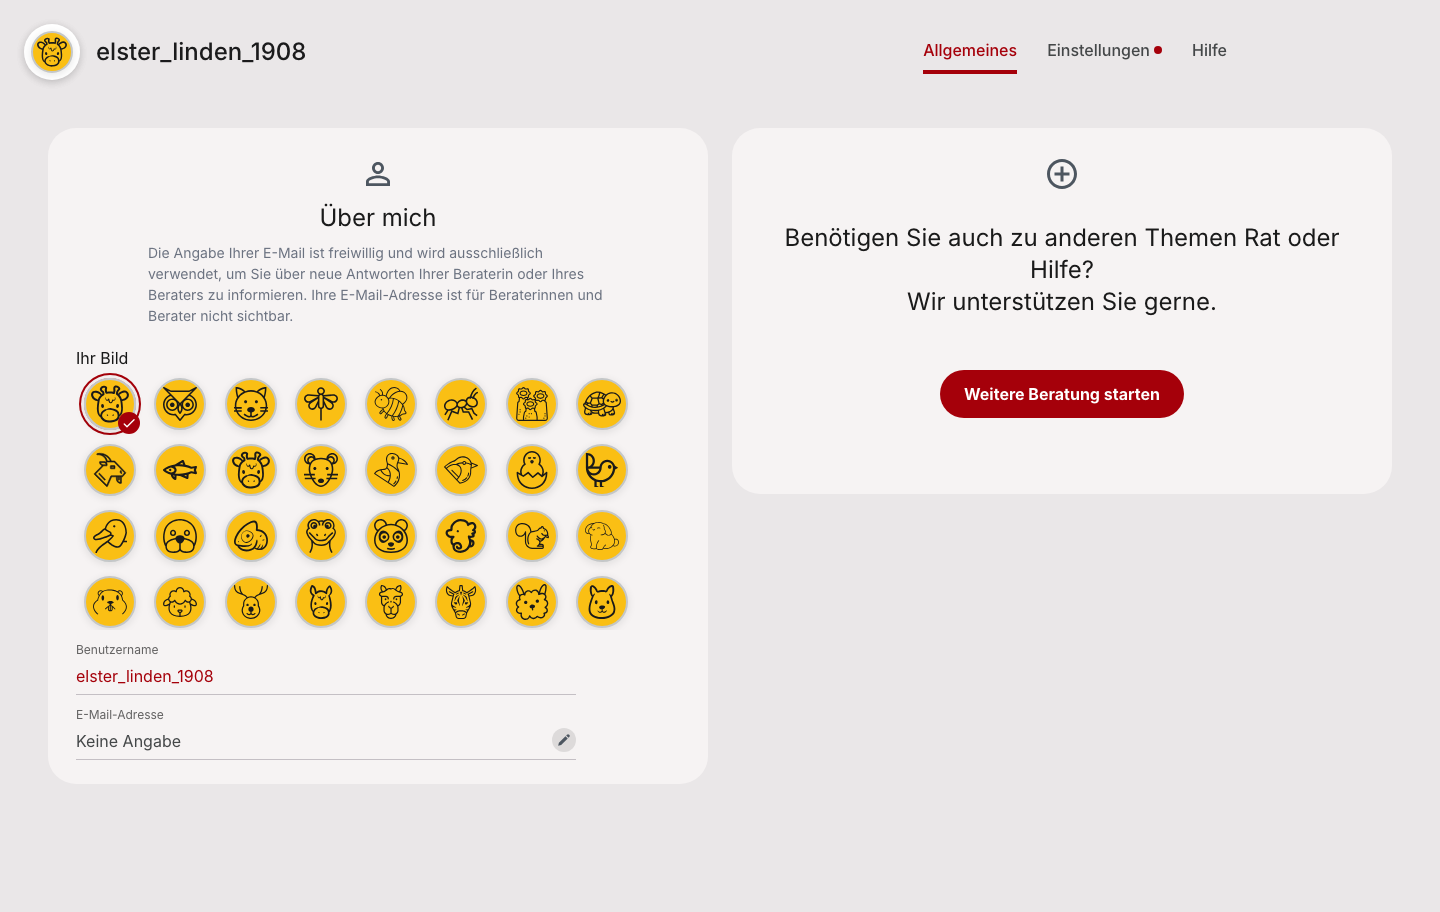 elster_linden_1908
Allgemeines
Einstellungen
Hilfe
Über mich
Die Angabe Ihrer E-Mail ist freiwillig und wird ausschließlich
verwendet, um Sie über neue Antworten Ihrer Beraterin oder Ihres
Beraters zu informieren. Ihre E-Mail-Adresse ist für Beraterinnen und
Berater nicht sichtbar.
Ihr Bild
Benutzername
elster_linden_1908
E-Mail-Adresse
Keine Angabe
Benötigen Sie auch zu anderen Themen Rat oder
Hilfe?
Wir unterstützen Sie gerne.
Weitere Beratung starten